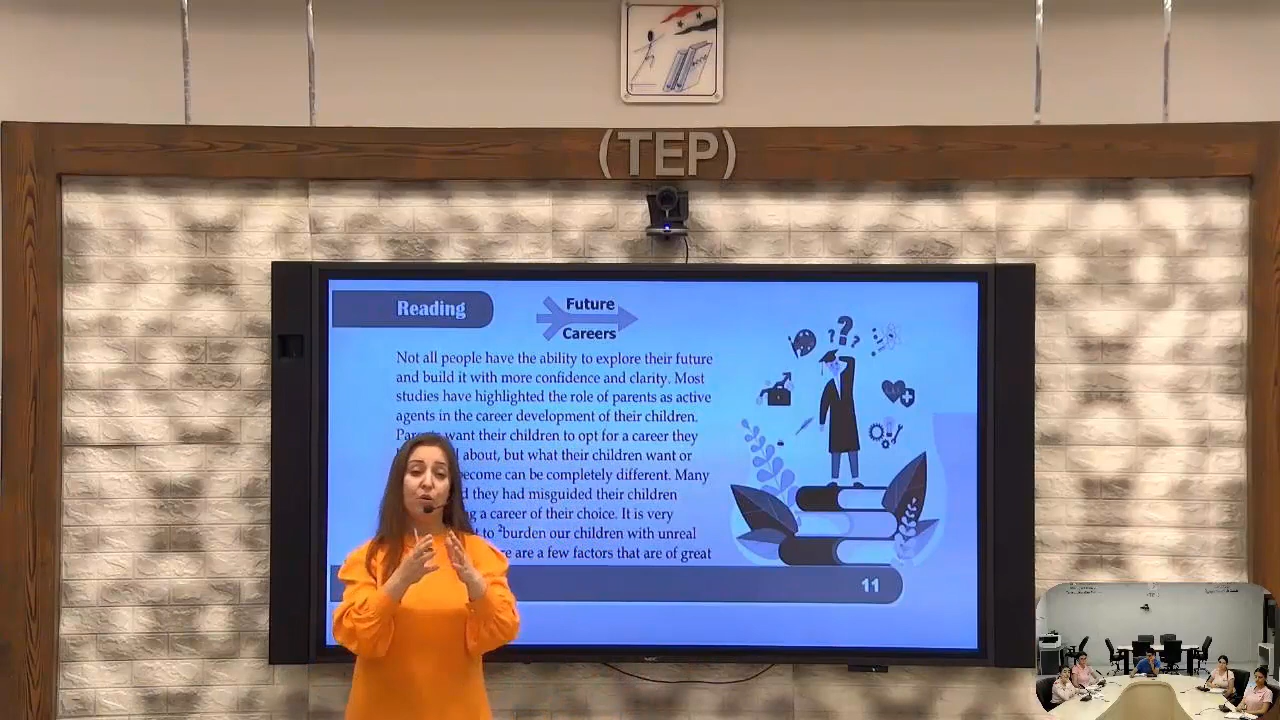 (TEP)
Reading
Future
Careers
Not all people have the ability to explore their future
and build it with more confidence and clarity. Most
studies have highlighted the role of parents as active
agents in the career development of their children.
want their children to opt for a career they
about, but what their children want or
ecome can be completely different. Many
d they had misguided their children
g a career of their choice. It is very
t to ²burden our children with unreal
re are a few factors that are of great
11